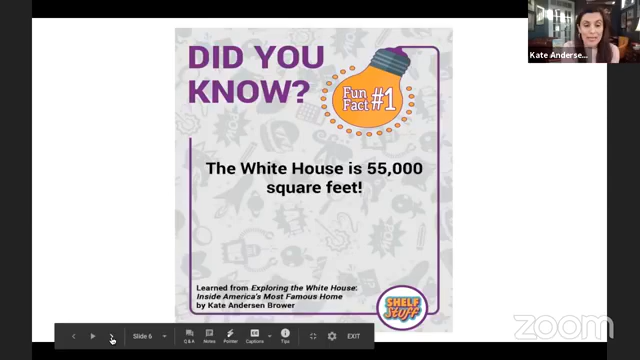 Kate Anderse...
DID YOU
KNOW?
Fun
Fact #1
The White House is 55,000
square feet!
Learned from Exploring the White House:
Inside America's Most Famous Home
by Kate Andersen Brower
SHELF
STUFF
Slide 6
Q & A
Notes
Pointer
Captions
Tips
EXIT
zoom